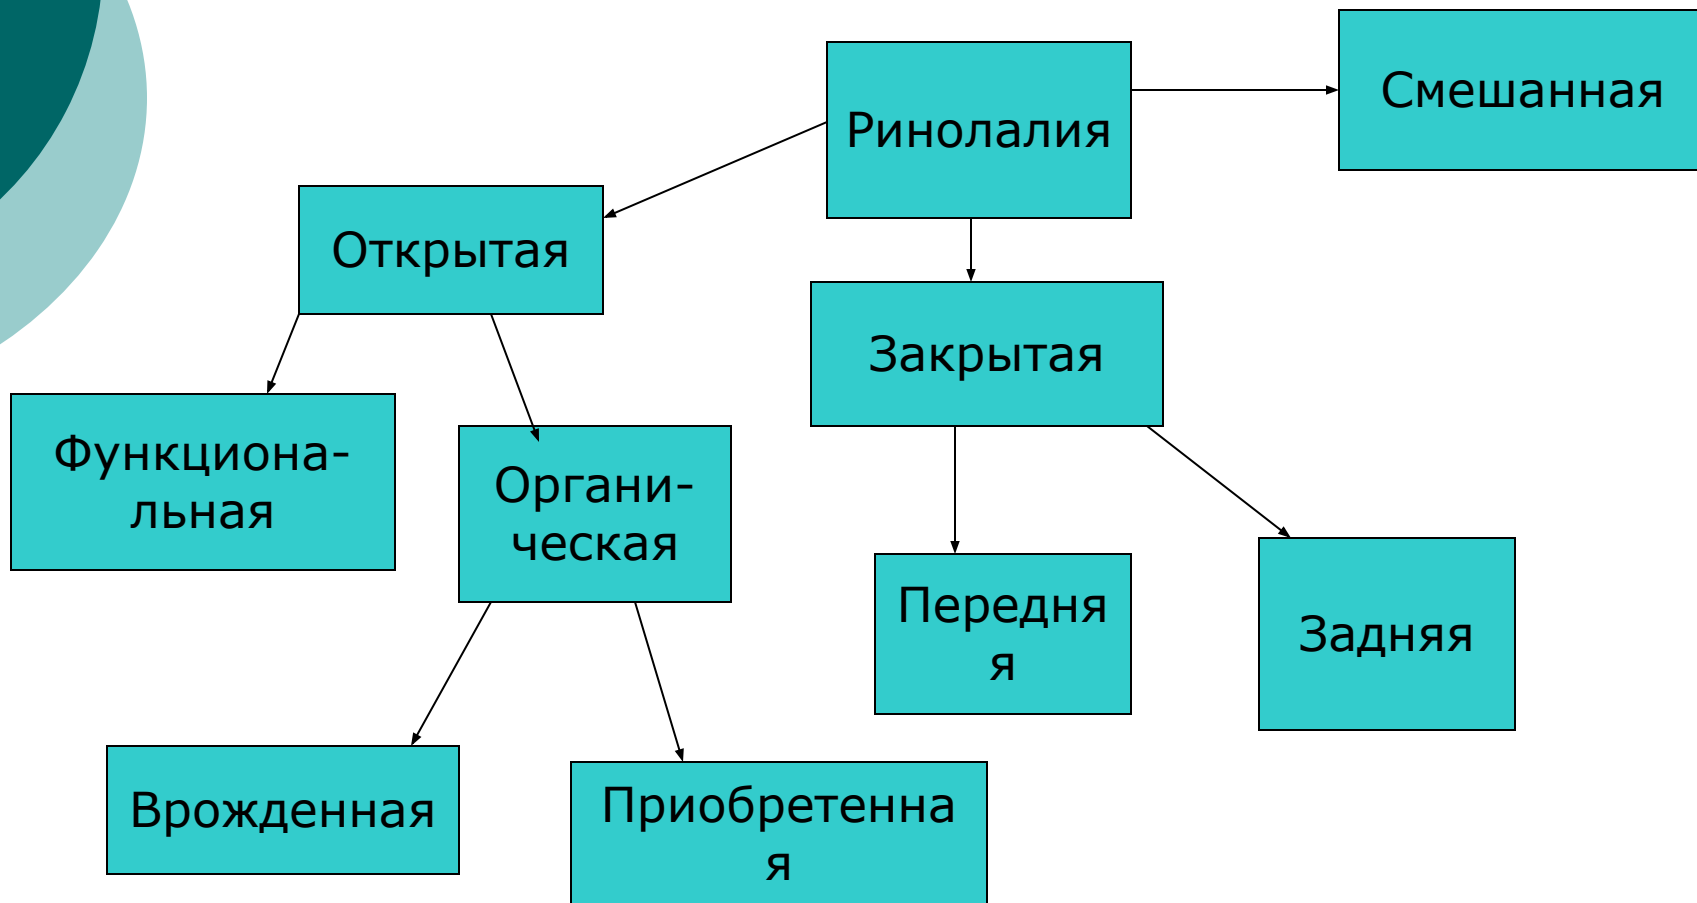 Смешанная
Ринолалия
Открытая
Закрытая
Функциона-
льная
Органи-
ческая
Передня
я
Задняя
Врожденная
Приобретенна
я